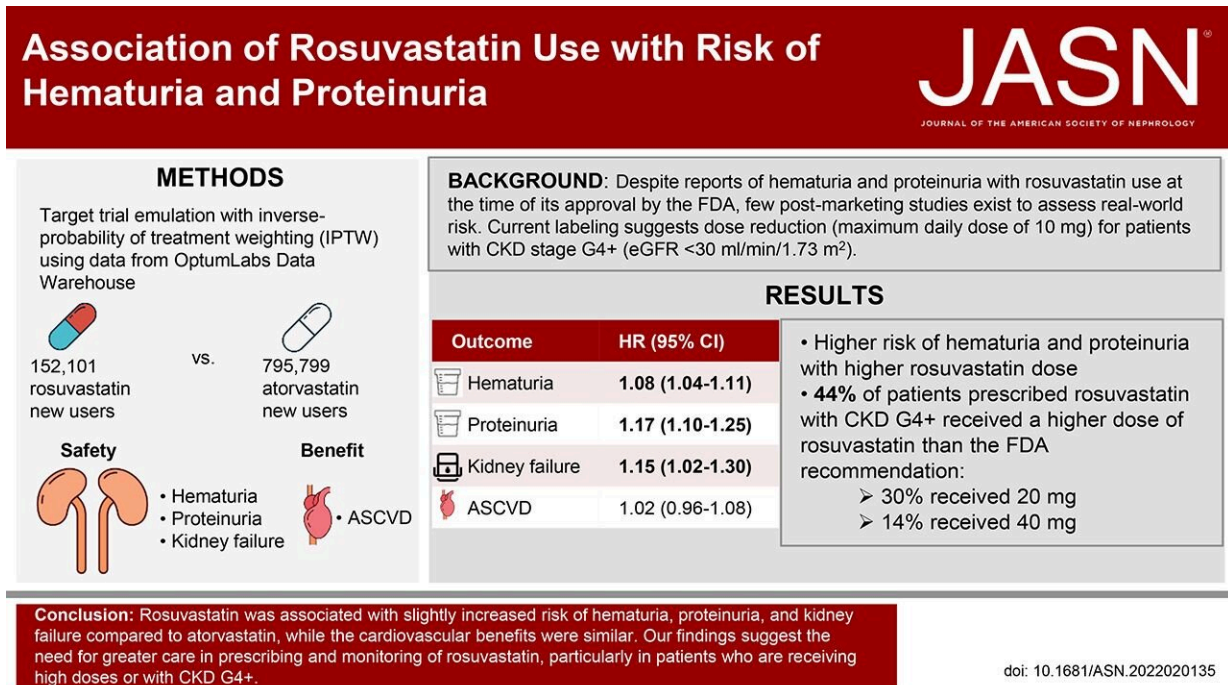 Association of Rosuvastatin Use with Risk of
Hematuria and Proteinuria
JASN®
JOURNAL OF THE AMERICAN SOCIETY OF NEPHROLOGY
METHODS
Target trial emulation with inverse-
probability of treatment weighting (IPTW)
using data from OptumLabs Data
Warehouse
152,101
rosuvastatin
new users
vs.
795,799
atorvastatin
new users
Safety
• Hematuria
• Proteinuria
• Kidney failure
Benefit
• ASCVD
BACKGROUND: Despite reports of hematuria and proteinuria with rosuvastatin use at
the time of its approval by the FDA, few post-marketing studies exist to assess real-world
risk. Current labeling suggests dose reduction (maximum daily dose of 10 mg) for patients
with CKD stage G4+ (eGFR <30 ml/min/1.73 m²).
RESULTS
Outcome HR (95% CI)
Hematuria 1.08 (1.04-1.11)
Proteinuria 1.17 (1.10-1.25)
Kidney failure 1.15 (1.02-1.30)
ASCVD 1.02 (0.96-1.08)
• Higher risk of hematuria and proteinuria
with higher rosuvastatin dose
• 44% of patients prescribed rosuvastatin
with CKD G4+ received a higher dose of
rosuvastatin than the FDA
recommendation:
➢ 30% received 20 mg
➢ 14% received 40 mg
Conclusion: Rosuvastatin was associated with slightly increased risk of hematuria, proteinuria, and kidney
failure compared to atorvastatin, while the cardiovascular benefits were similar. Our findings suggest the
need for greater care in prescribing and monitoring of rosuvastatin, particularly in patients who are receiving
high doses or with CKD G4+.
doi: 10.1681/ASN.2022020135